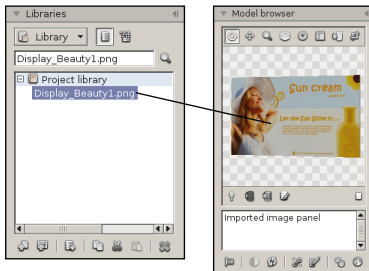 Libraries
Library
Display_Beauty1.png
Project library
Display_Beauty1.png
Model browser
Sun cream
Let the Sun Shine in ...
Imported image panel